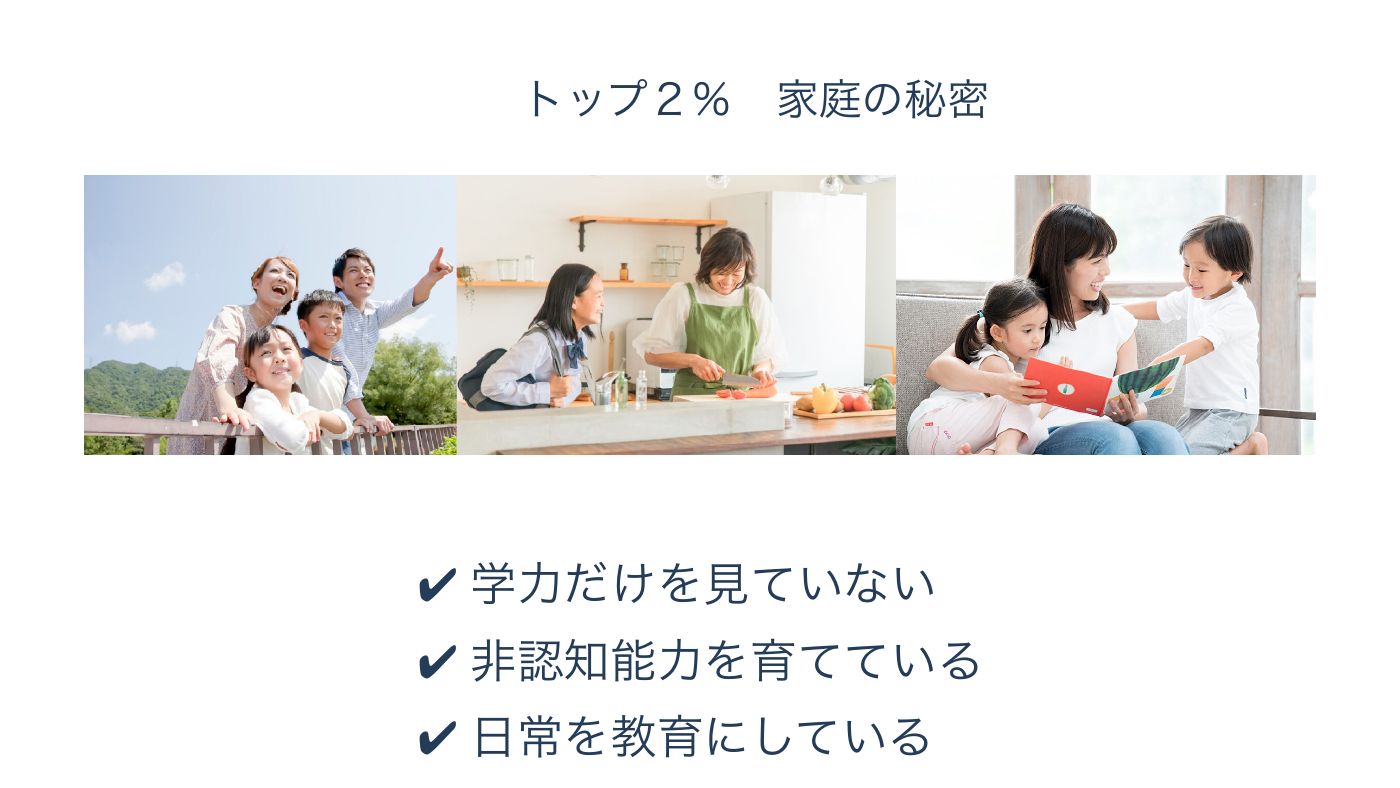 トップ２％　家庭の秘密
✔ 学力だけを見ていない
✔ 非認知能力を育てている
✔ 日常を教育にしている